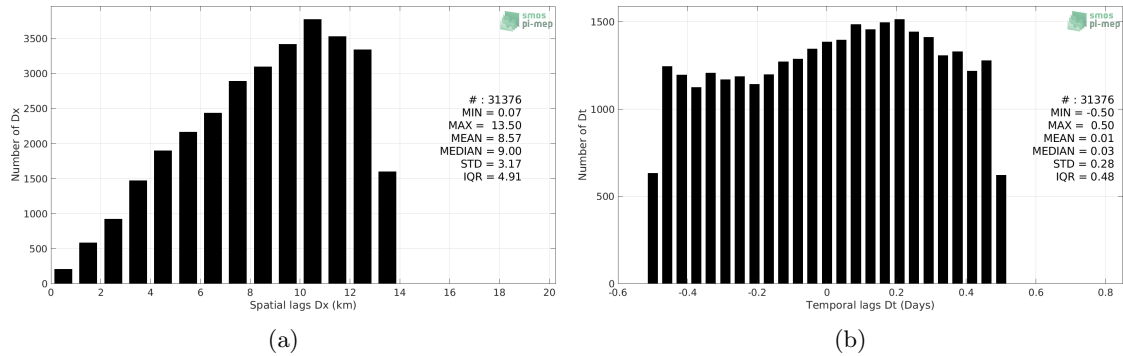 smos
pi-mep
3500
3000
2500
2000
1500
1000
500
0
Number of Dx
# : 31376
MIN = 0.07
MAX = 13.50
MEAN = 8.57
MEDIAN = 9.00
STD = 3.17
IQR = 4.91
0 2 4 6 8 10 12 14 16 18 20
Spatial lags Dx (km)
(a)
smos
pi-mep
1500
1000
500
0
Number of Dt
# : 31376
MIN = -0.50
MAX = 0.50
MEAN = 0.01
MEDIAN = 0.03
STD = 0.28
IQR = 0.48
-0.6 -0.4 -0.2 0 0.2 0.4 0.6 0.8
Temporal lags Dt (Days)
(b)